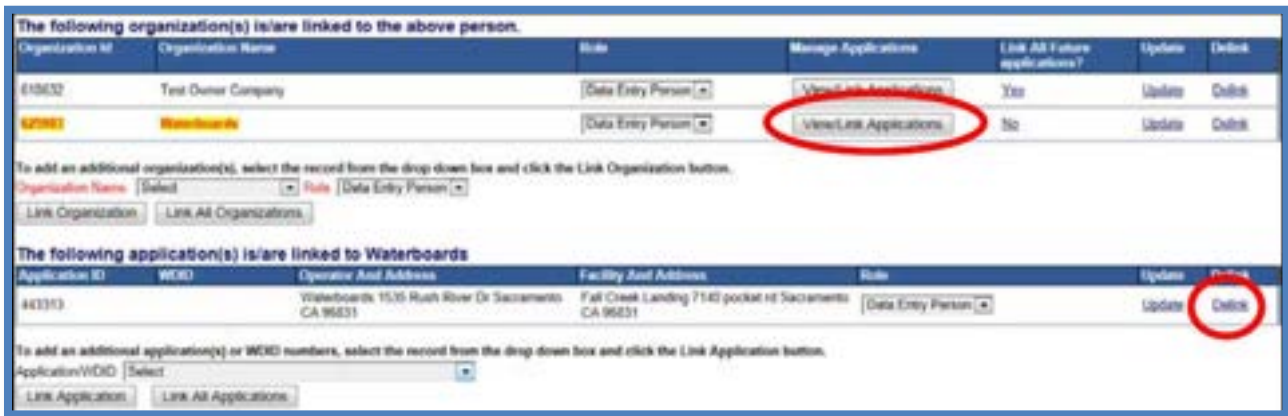 The following organization(s) is/are linked to the above person.
Organization Id Organization Name Role Manage Applications Link All Future applications? Update Delink
Test Owner Company Data Entry Person View/Link Applications Yes Update Delink
Waterboards Data Entry Person View/Link Applications No Update Delink
To add an additional organization(s), select the record from the drop down box and click the Link Organization button.
Organization Name Select Role Data Entry Person
Link Organization Link All Organizations
The following application(s) is/are linked to Waterboards
Application ID WDID Operator And Address Facility And Address Role Update Delink
443313 Waterboards 1535 Rush River Dr Sacramento CA 96831 Fall Creek Landing 7140 pocket rd Sacramento CA 96831 Data Entry Person Update Delink
To add an additional application(s) or WDID numbers, select the record from the drop down box and click the Link Application button.
Application/WDID Select
Link Application Link All Applications